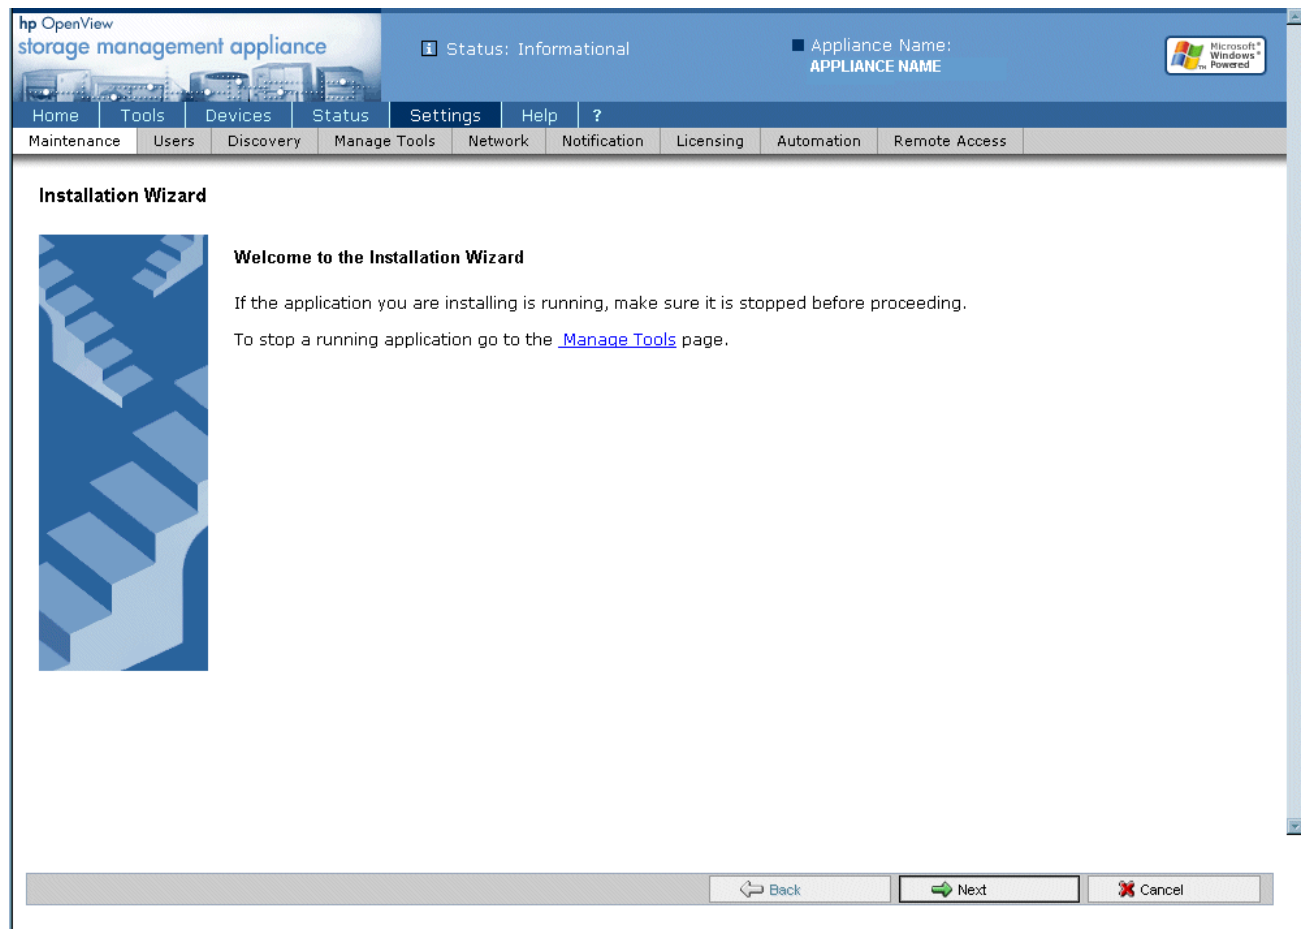 hp OpenView
storage management appliance
Status: Informational
Appliance Name:
APPLIANCE NAME
Microsoft®
Windows®
Powered
TM
Home Tools Devices Status Settings Help ?
Maintenance Users Discovery Manage Tools Network Notification Licensing Automation Remote Access
Installation Wizard
Welcome to the Installation Wizard
If the application you are installing is running, make sure it is stopped before proceeding.
To stop a running application go to the Manage Tools page.
Back Next Cancel